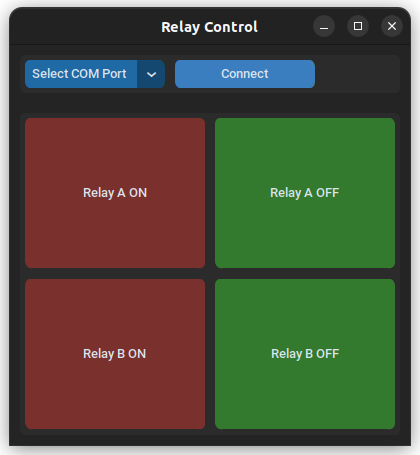 Relay Control
Select COM Port
Connect
Relay A ON
Relay A OFF
Relay B ON
Relay B OFF